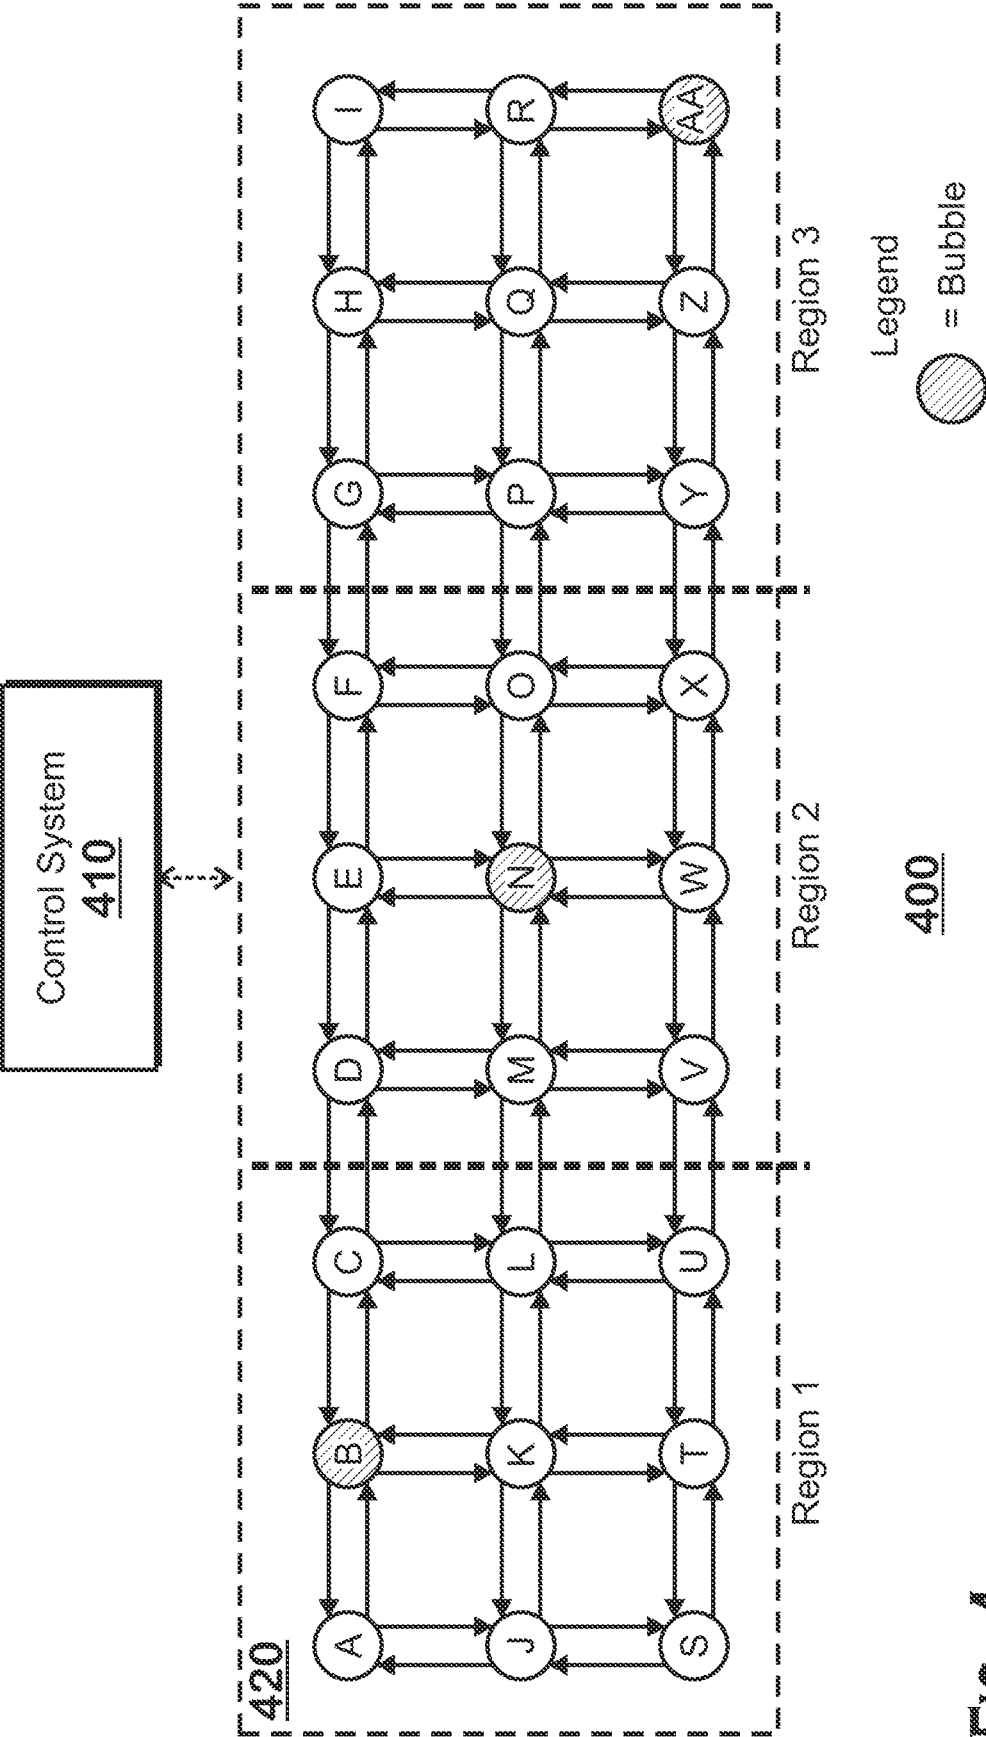 Control System
410
420
A B C D E F G H I
J K L M N O P Q R
S T U V W X Y Z AA
Region 1 Region 2 Region 3
Legend
= Bubble
400